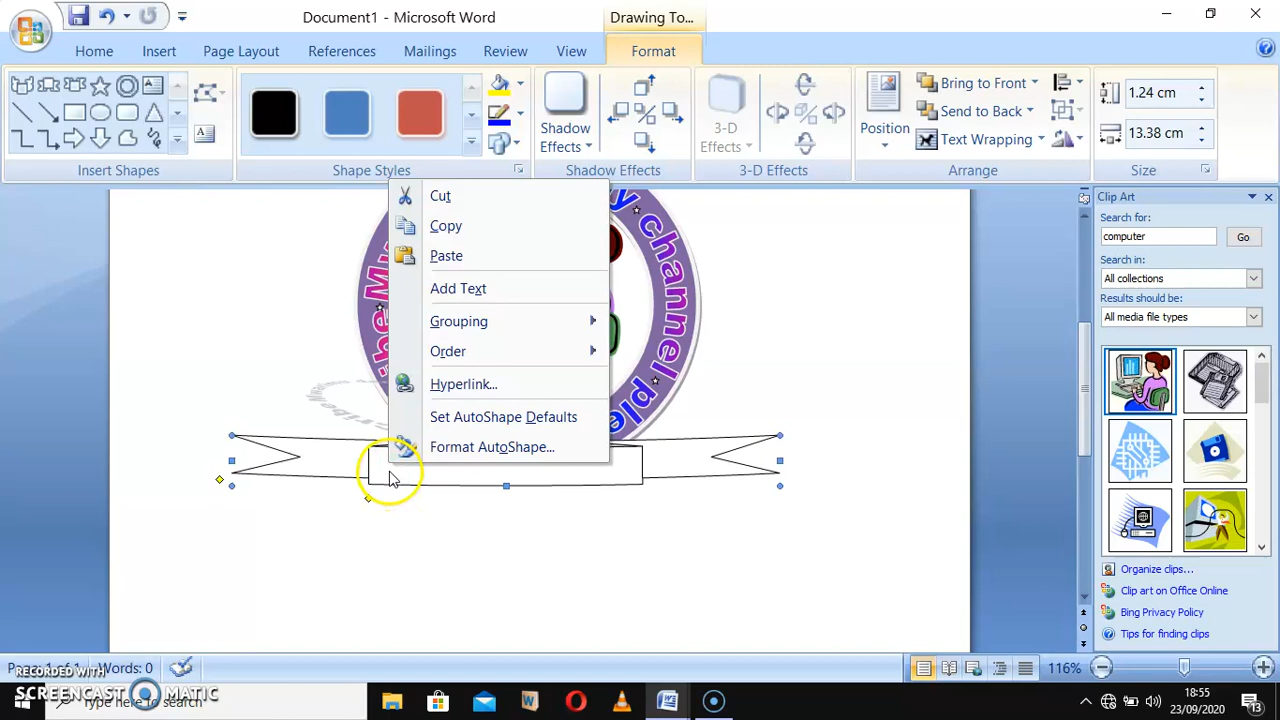 Document1 - Microsoft Word
Drawing To...
Home
Insert
Page Layout
References
Mailings
Review
View
Format
Shadow
Effects
3-D
Effects
Position
Bring to Front
Send to Back
Text Wrapping
1.24 cm
13.38 cm
Insert Shapes
Shape Styles
Shadow Effects
3-D Effects
Arrange
Size
Cut
Copy
Paste
Add Text
Grouping
Order
Hyperlink...
Set AutoShape Defaults
Format AutoShape...
y channel ple
Clip Art
Search for:
computer
Go
Search in:
All collections
Results should be:
All media file types
Organize clips...
Clip art on Office Online
Bing Privacy Policy
Tips for finding clips
Words: 0
116%
RECORDED WITH
SCREENCAST MATIC
Type here to search
18:55
23/09/2020
13